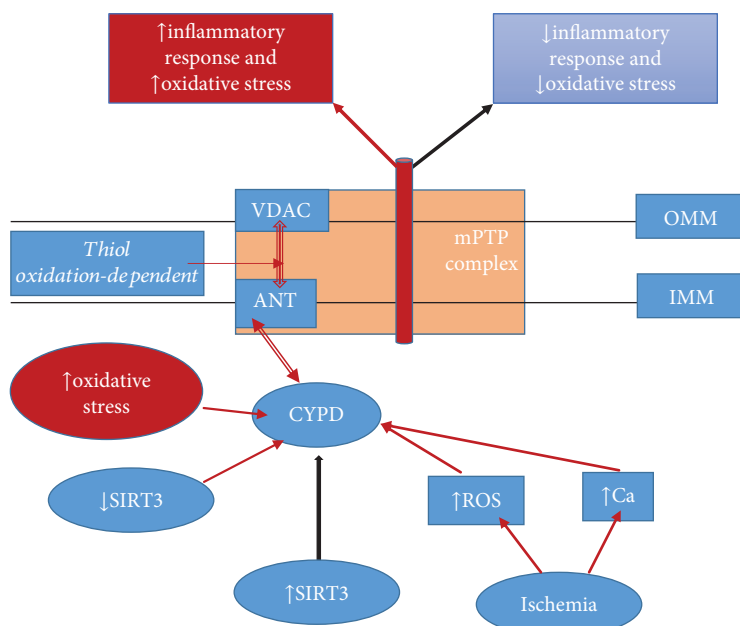 ↑inflammatory
response and
↑oxidative stress
↓inflammatory
response and
↓oxidative stress
VDAC
OMM
Thiol
oxidation-dependent
mPTP
complex
ANT
IMM
↑oxidative
stress
CYPD
↓SIRT3
↑ROS
↑Ca
↑SIRT3
Ischemia